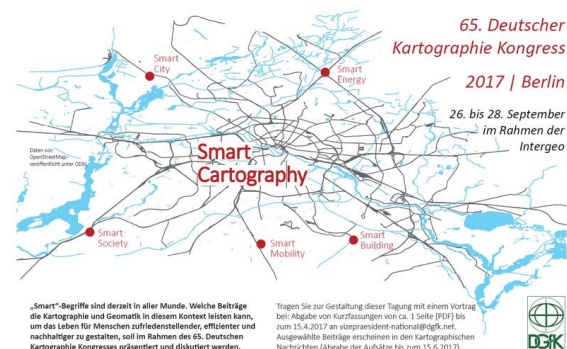 65. Deutscher
Kartographie Kongress
2017 | Berlin
26. bis 28. September
im Rahmen der
Intergeo
Smart
City
Smart
Energy
Daten von
OpenStreetMap-
veröffentlicht unter ODbL
Smart
Cartography
Smart
Society
Smart
Mobility
Smart
Building
„Smart“-Begriffe sind derzeit in aller Munde. Welche Beiträge
die Kartographie und Geomatik in diesem Context leisten kann,
um das Leben für Menschen zufriedenstellender, effizienter und
nachhaltiger zu gestalten, soll im Rahmen des 65. Deutschen
Kartographie Kongresses präsentiert und diskutiert werden.
Tragen Sie zur Gestaltung dieser Tagung mit einem Vortrag
bei: Abgabe von Kurzfassungen von ca. 1 Seite (PDF) bis
zum 15.4.2017 an vizepraesident-national@dgfk.net.
Ausgewählte Beiträge erscheinen in den Kartographischen
Nachrichten (Abgabe der Aufsätze bis zum 15.6.2017).
DGfK